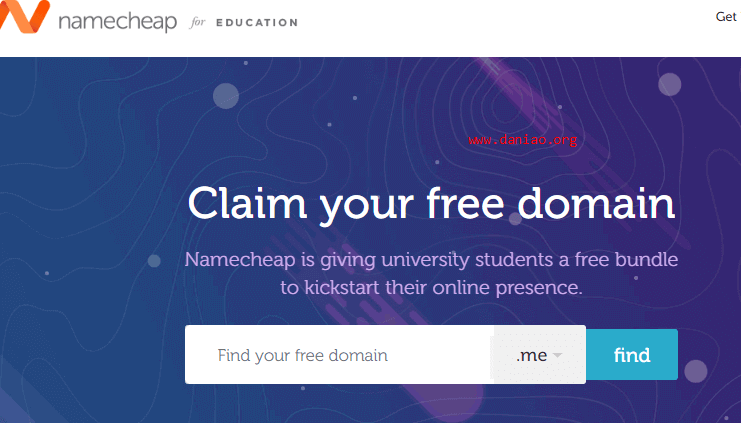 namecheap for EDUCATION
Get
www.daniao.org
Claim your free domain
Namecheap is giving university students a free bundle
to kickstart their online presence.
Find your free domain .me find